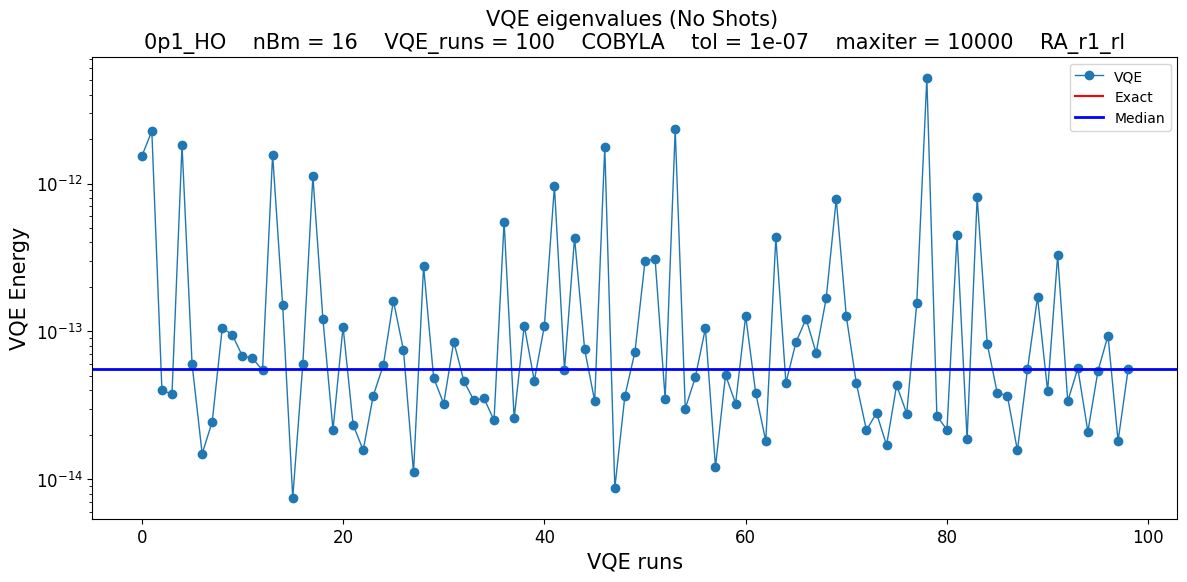 VQE eigenvalues (No Shots)
0p1_HO    nBm = 16    VQE_runs = 100    COBYLA    tol = 1e-07    maxiter = 10000    RA_r1_rl
VQE
Exact
Median
VQE Energy
10⁻¹²
10⁻¹³
10⁻¹⁴
0 20 40 60 80 100
VQE runs